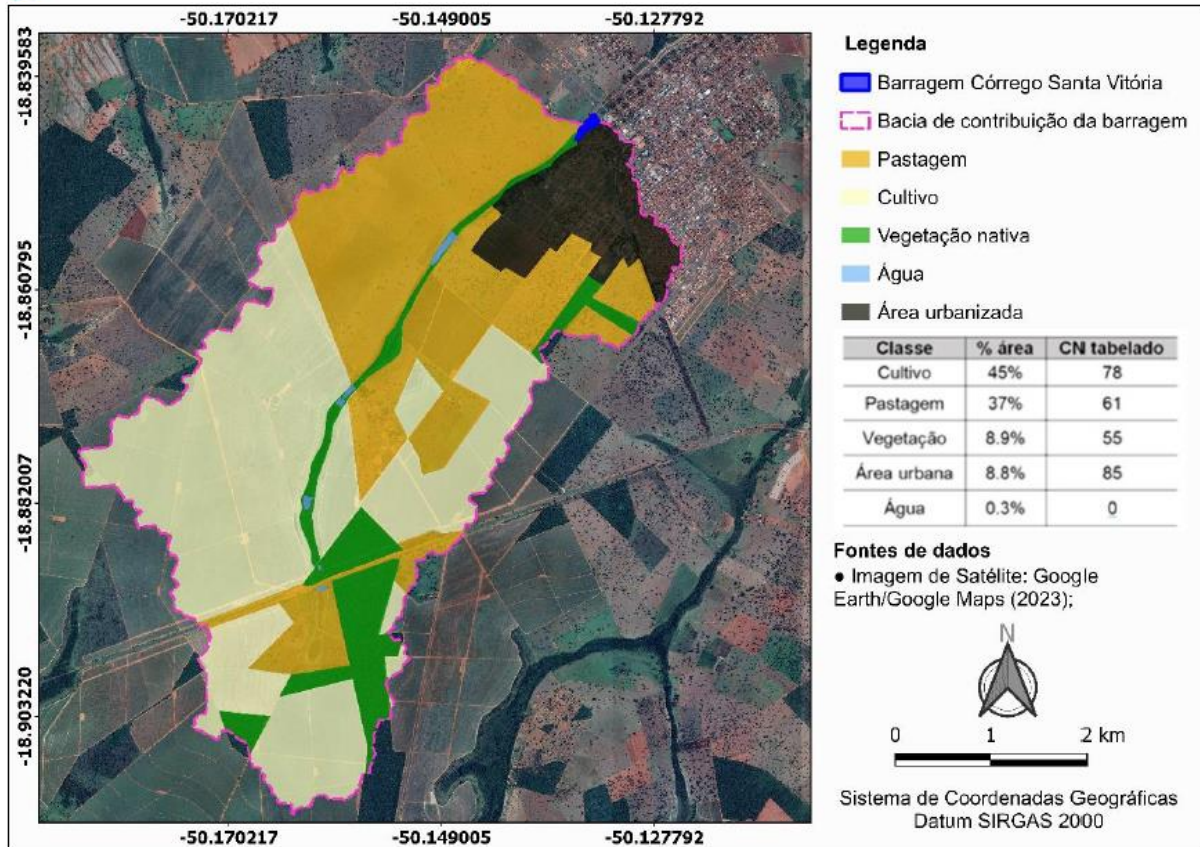 -50.170217 -50.149005 -50.127792
-18.839583
-18.860795
-18.882007
-18.903220
-50.170217 -50.149005 -50.127792
Legenda
Barragem Córrego Santa Vitória
Bacia de contribuição da barragem
Pastagem
Cultivo
Vegetação nativa
Água
Área urbanizada
Classe % área CN tabelado
Cultivo 45% 78
Pastagem 37% 61
Vegetação 8.9% 55
Área urbana 8.8% 85
Água 0.3% 0
Fontes de dados
● Imagem de Satélite: Google
Earth/Google Maps (2023);
N
0 1 2 km
Sistema de Coordenadas Geográficas
Datum SIRGAS 2000